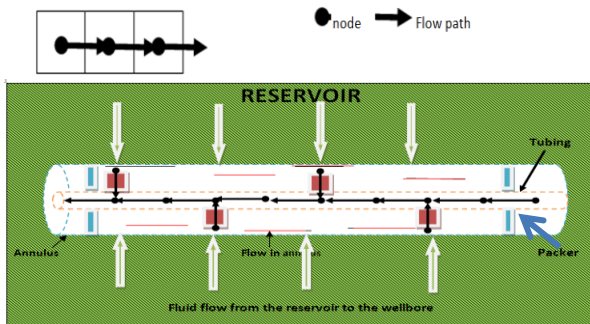 node
Flow path
RESERVOIR
Tubing
Annulus
Flow in annulus
Packer
Fluid flow from the reservoir to the wellbore